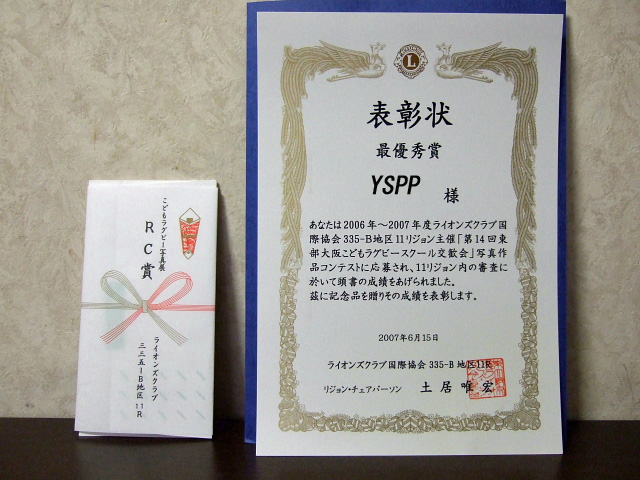 こどもラグビー写真展
RC賞
ライオンズクラブ
三三五-B地区11R
L
表彰状
最優秀賞
YSPP 様
あなたは2006年～2007年度ライオンズクラブ国
際協会335-B地区11リジョン主催「第14回東
部大阪こどもラグビースクール交歓会」写真作
品コンテストに応募され、11リジョン内の審査に
於いて頭書の成績をあげられました。
茲に記念品を贈りその成績を表彰します。
2007年6月15日
ライオンズクラブ国際協会 335-B 地区11R
リジョン・チェアパーソン 土居唯宏